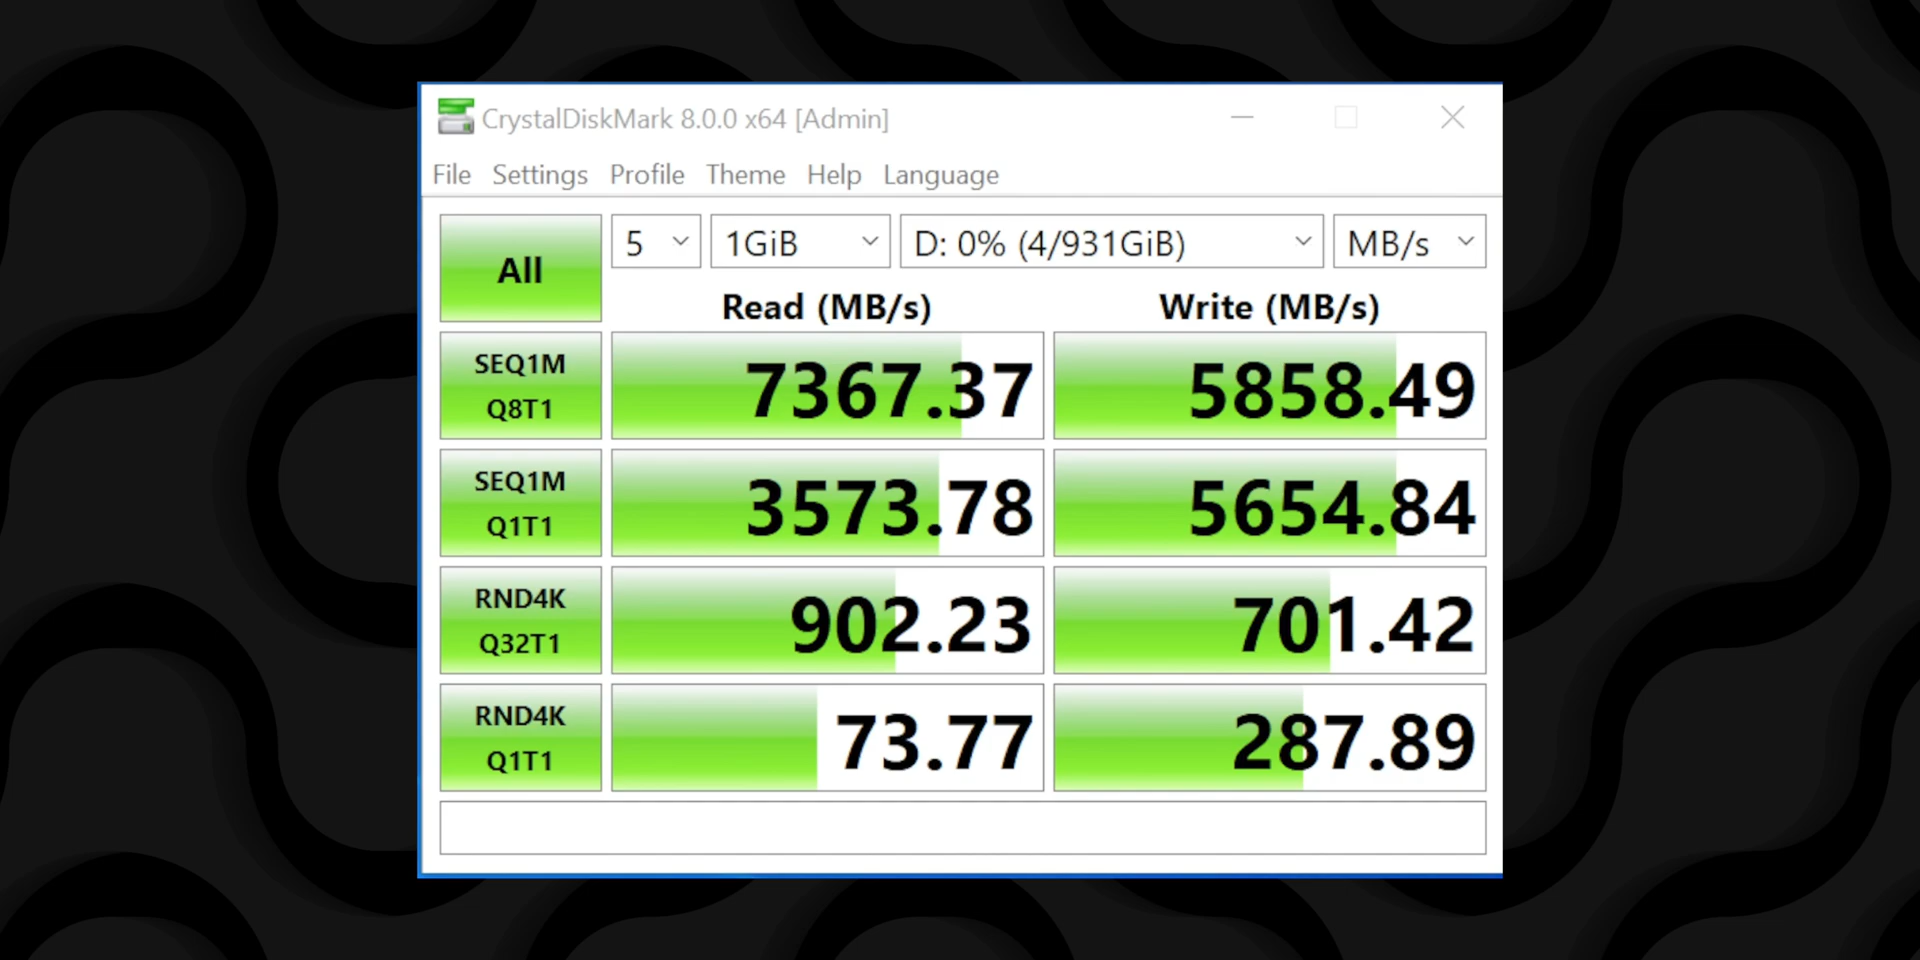 CrystalDiskMark 8.0.0 x64 [Admin]
File Settings Profile Theme Help Language
All 5 1GiB D: 0% (4/931GiB) MB/s
Read (MB/s) Write (MB/s)
SEQ1M
Q8T1
7367.37 5858.49
SEQ1M
Q1T1
3573.78 5654.84
RND4K
Q32T1
902.23 701.42
RND4K
Q1T1
73.77 287.89